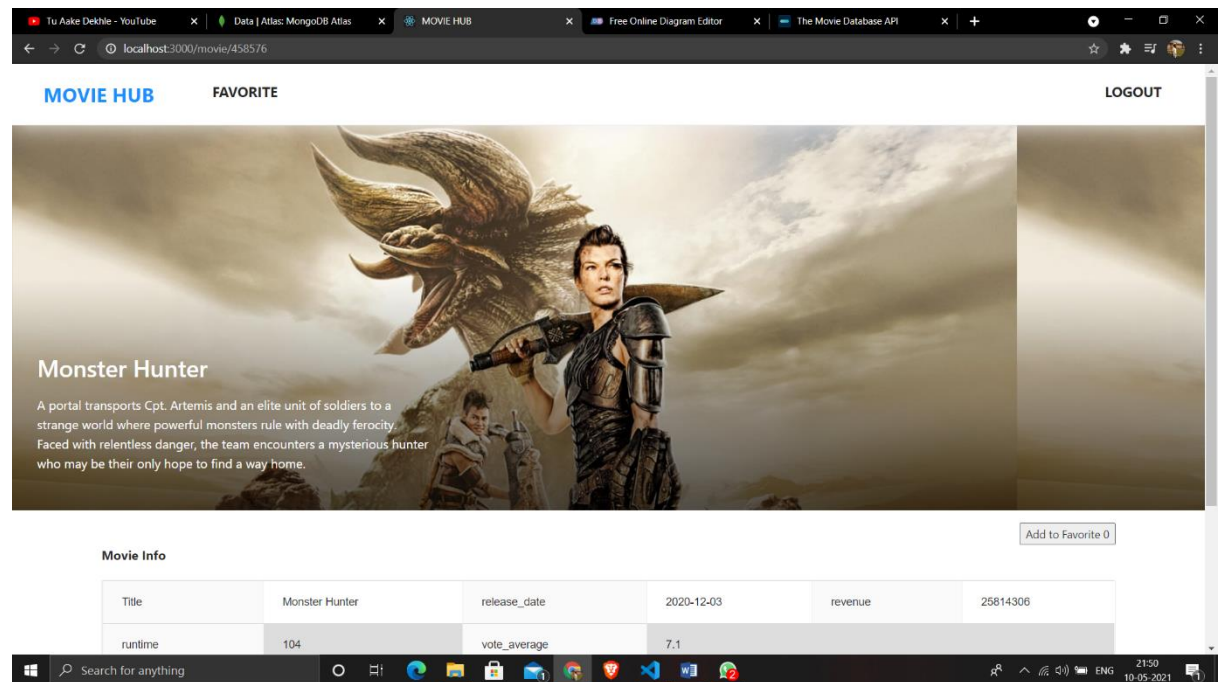 Tu Aake Dekhle - YouTube
Data | Atlas: MongoDB Atlas
MOVIE HUB
Free Online Diagram Editor
The Movie Database API
localhost:3000/movie/458576
MOVIE HUB FAVORITE LOGOUT
Monster Hunter
A portal transports Cpt. Artemis and an elite unit of soldiers to a
strange world where powerful monsters rule with deadly ferocity.
Faced with relentless danger, the team encounters a mysterious hunter
who may be their only hope to find a way home.
Add to Favorite 0
Movie Info
Title Monster Hunter release_date 2020-12-03 revenue 25814306
runtime 104 vote_average 7.1
Search for anything
1
2
ENG
21:50
10-05-2021
1